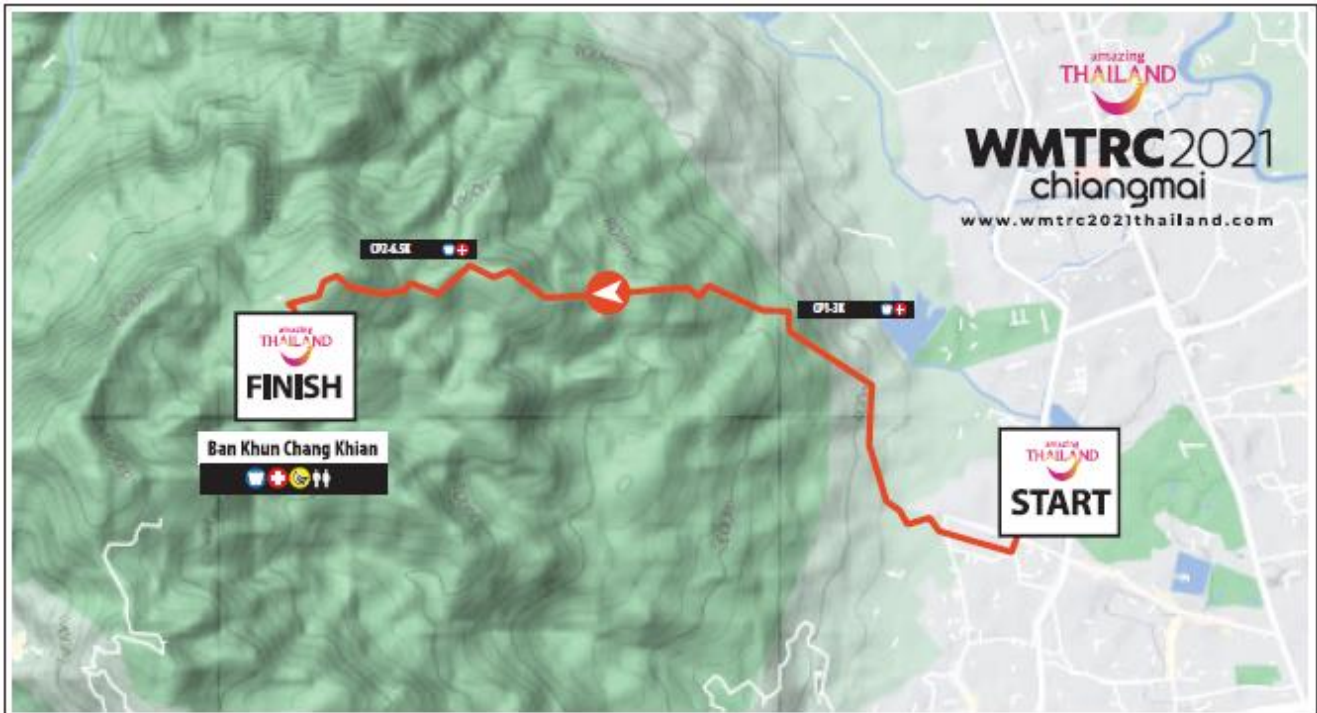 amazing
THAILAND
WMTRC2021
chiangmai
www.wmtrc2021thailand.com
CP2-6.5K
CP1-3K
amazing
THAILAND
FINISH
Ban Khun Chang Khian
amazing
THAILAND
START